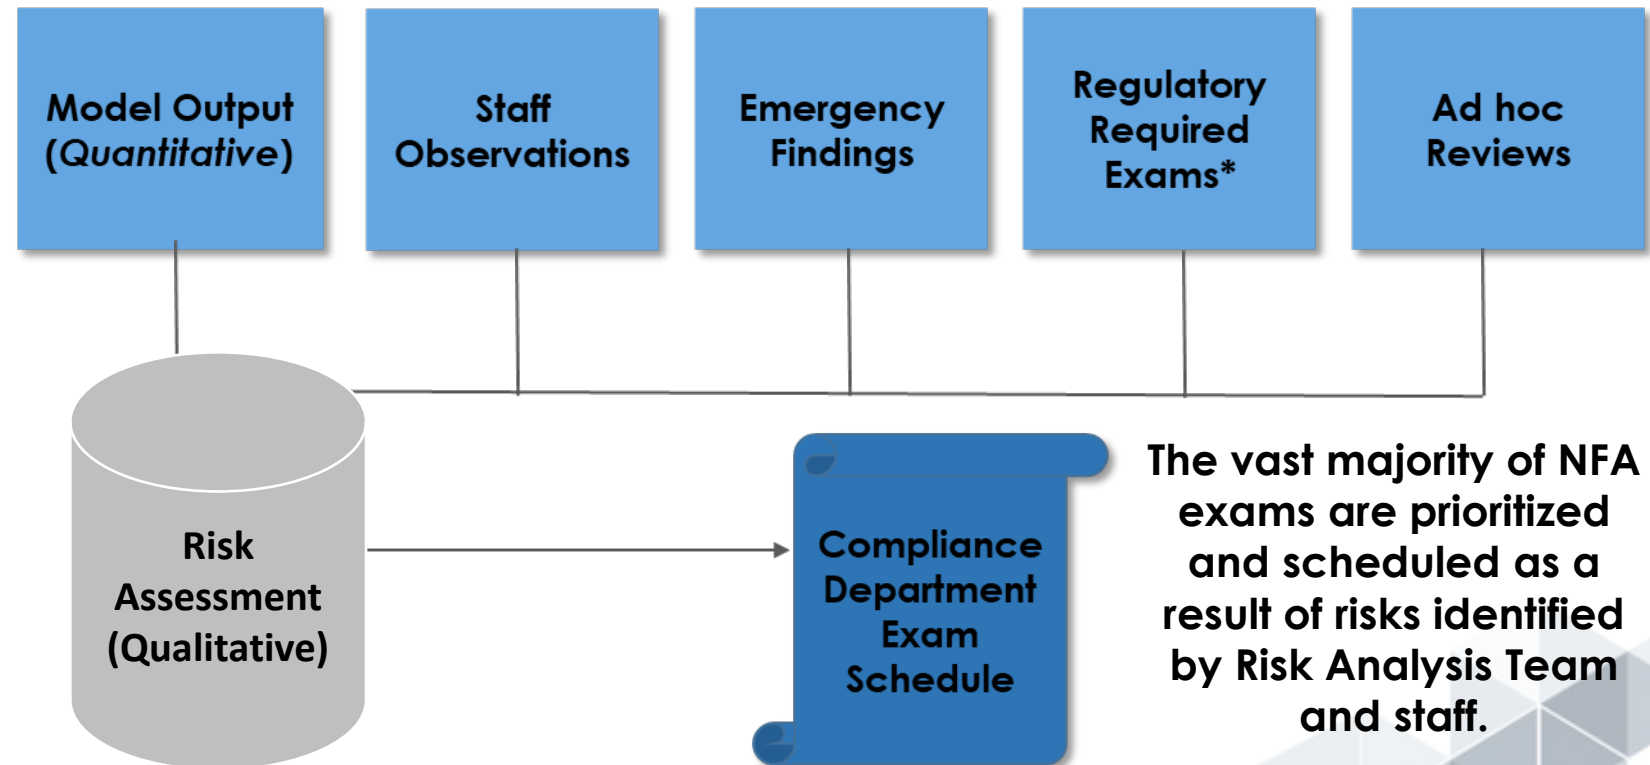 Model Output
(Quantitative)
Staff
Observations
Emergency
Findings
Regulatory
Required
Exams*
Ad hoc
Reviews
Risk
Assessment
(Qualitative)
Compliance
Department
Exam
Schedule
The vast majority of NFA
exams are prioritized
and scheduled as a
result of risks identified
by Risk Analysis Team
and staff.